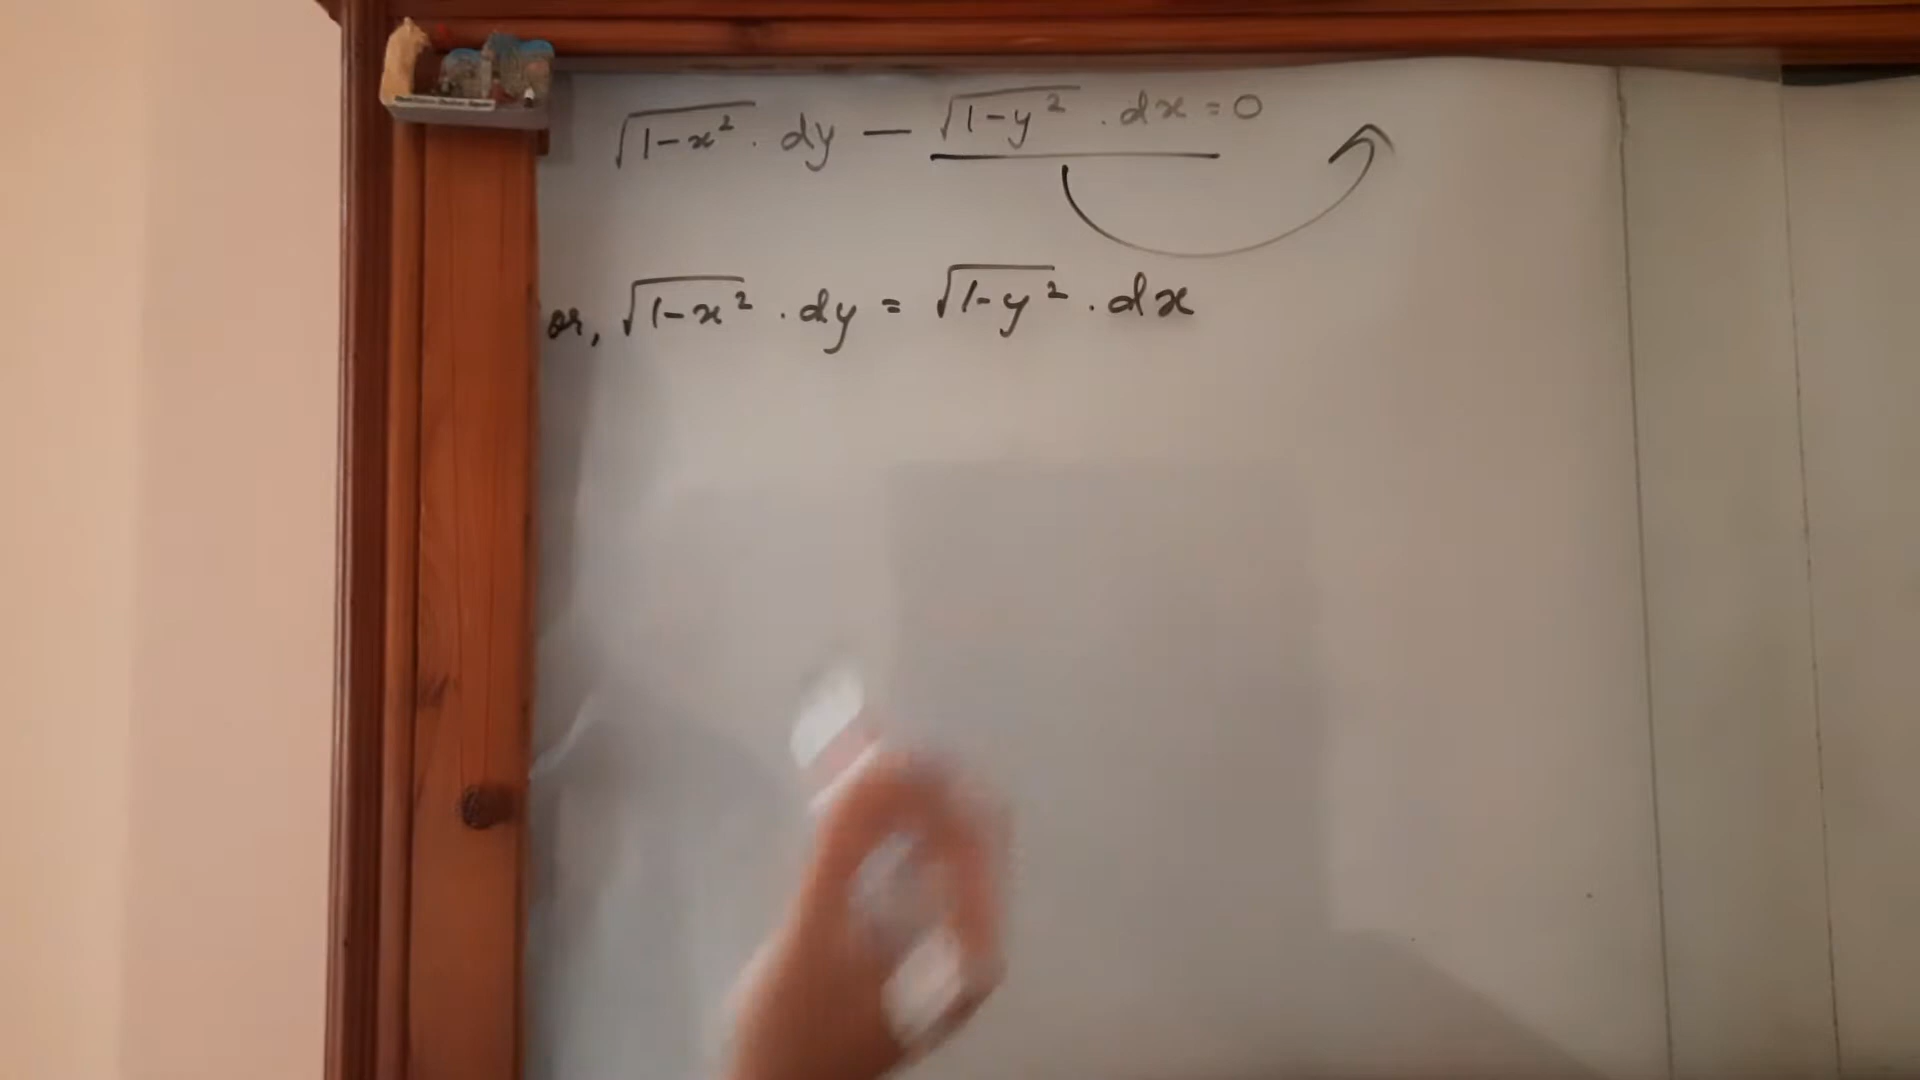 √(1-x²) . dy — √(1-y²) . dx = 0
or, √(1-x²) . dy = √(1-y²) . dx